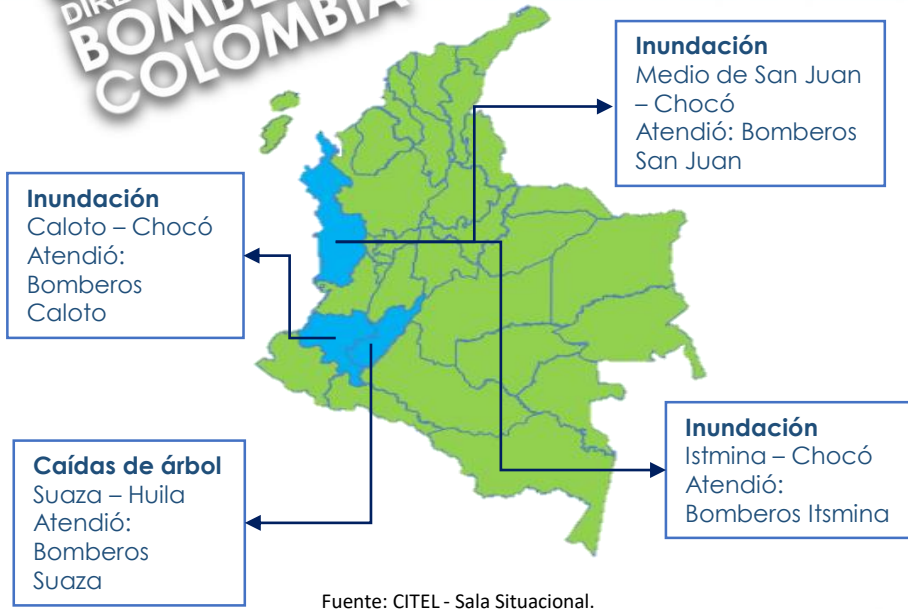 BOMBE
COLOMBIA
Inundación
Medio de San Juan
– Chocó
Atendió: Bomberos
San Juan
Inundación
Caloto – Chocó
Atendió:
Bomberos
Caloto
Caídas de árbol
Suaza – Huila
Atendió:
Bomberos
Suaza
Inundación
Istmina – Chocó
Atendió:
Bomberos Itsmina
Fuente: CITEL - Sala Situacional.